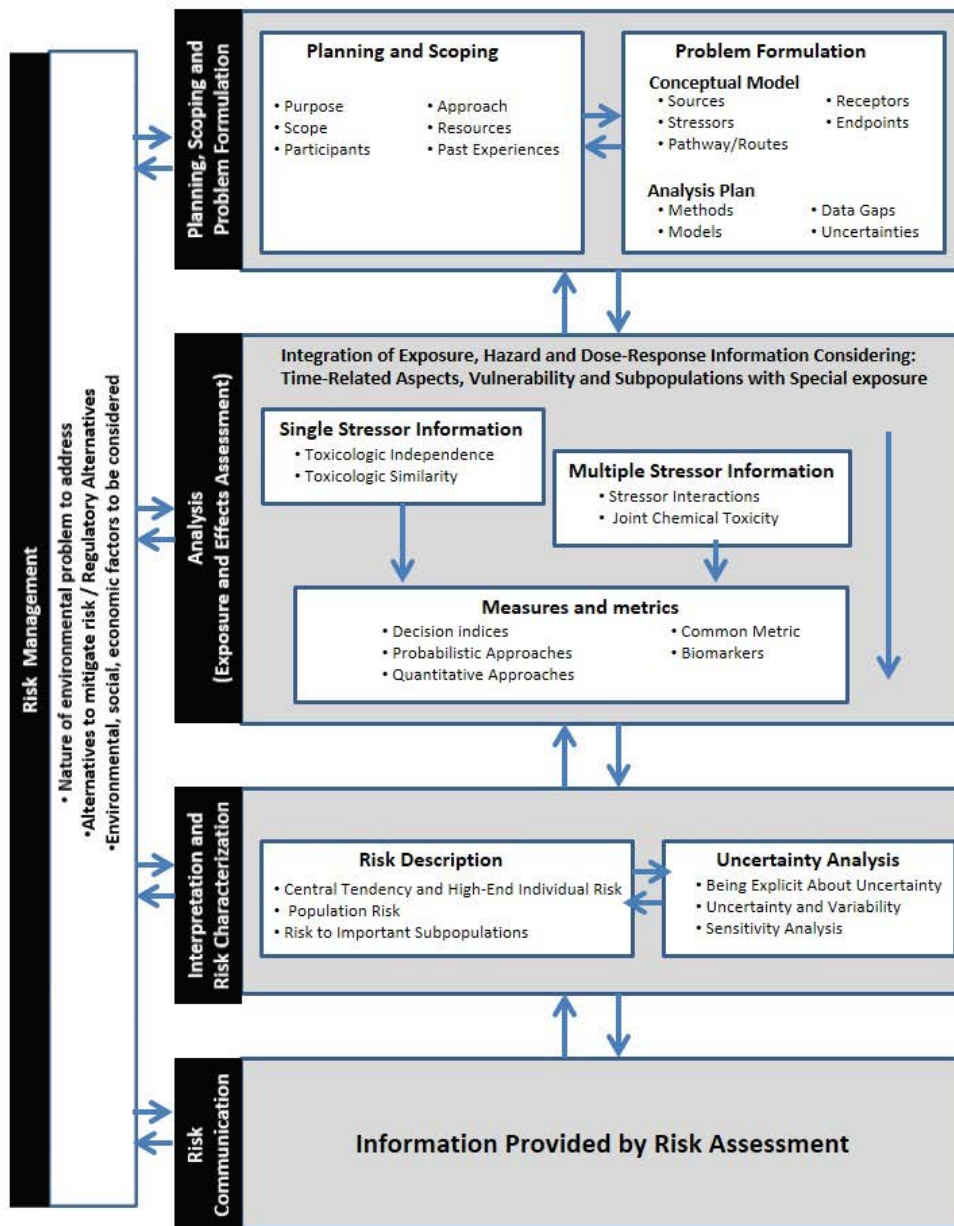 Risk Management
• Nature of environmental problem to address
•Alternatives to mitigate risk / Regulatory Alternatives
•Environmental, social, economic factors to be considered
Planning, Scoping and
Problem Formulation
Planning and Scoping
• Purpose
• Scope
• Participants
• Approach
• Resources
• Past Experiences
Problem Formulation
Conceptual Model
• Sources
• Stressors
• Pathway/Routes
• Receptors
• Endpoints
Analysis Plan
• Methods
• Models
• Data Gaps
• Uncertainties
Analysis
(Exposure and Effects Assessment)
Integration of Exposure, Hazard and Dose-Response Information Considering:
Time-Related Aspects, Vulnerability and Subpopulations with Special exposure
Single Stressor Information
• Toxicologic Independence
• Toxicologic Similarity
Multiple Stressor Information
• Stressor Interactions
• Joint Chemical Toxicity
Measures and metrics
• Decision indices
• Probabilistic Approaches
• Quantitative Approaches
• Common Metric
• Biomarkers
Interpretation and
Risk Characterization
Risk Description
• Central Tendency and High-End Individual Risk
• Population Risk
• Risk to Important Subpopulations
Uncertainty Analysis
• Being Explicit About Uncertainty
• Uncertainty and Variability
• Sensitivity Analysis
Risk
Communication
Information Provided by Risk Assessment